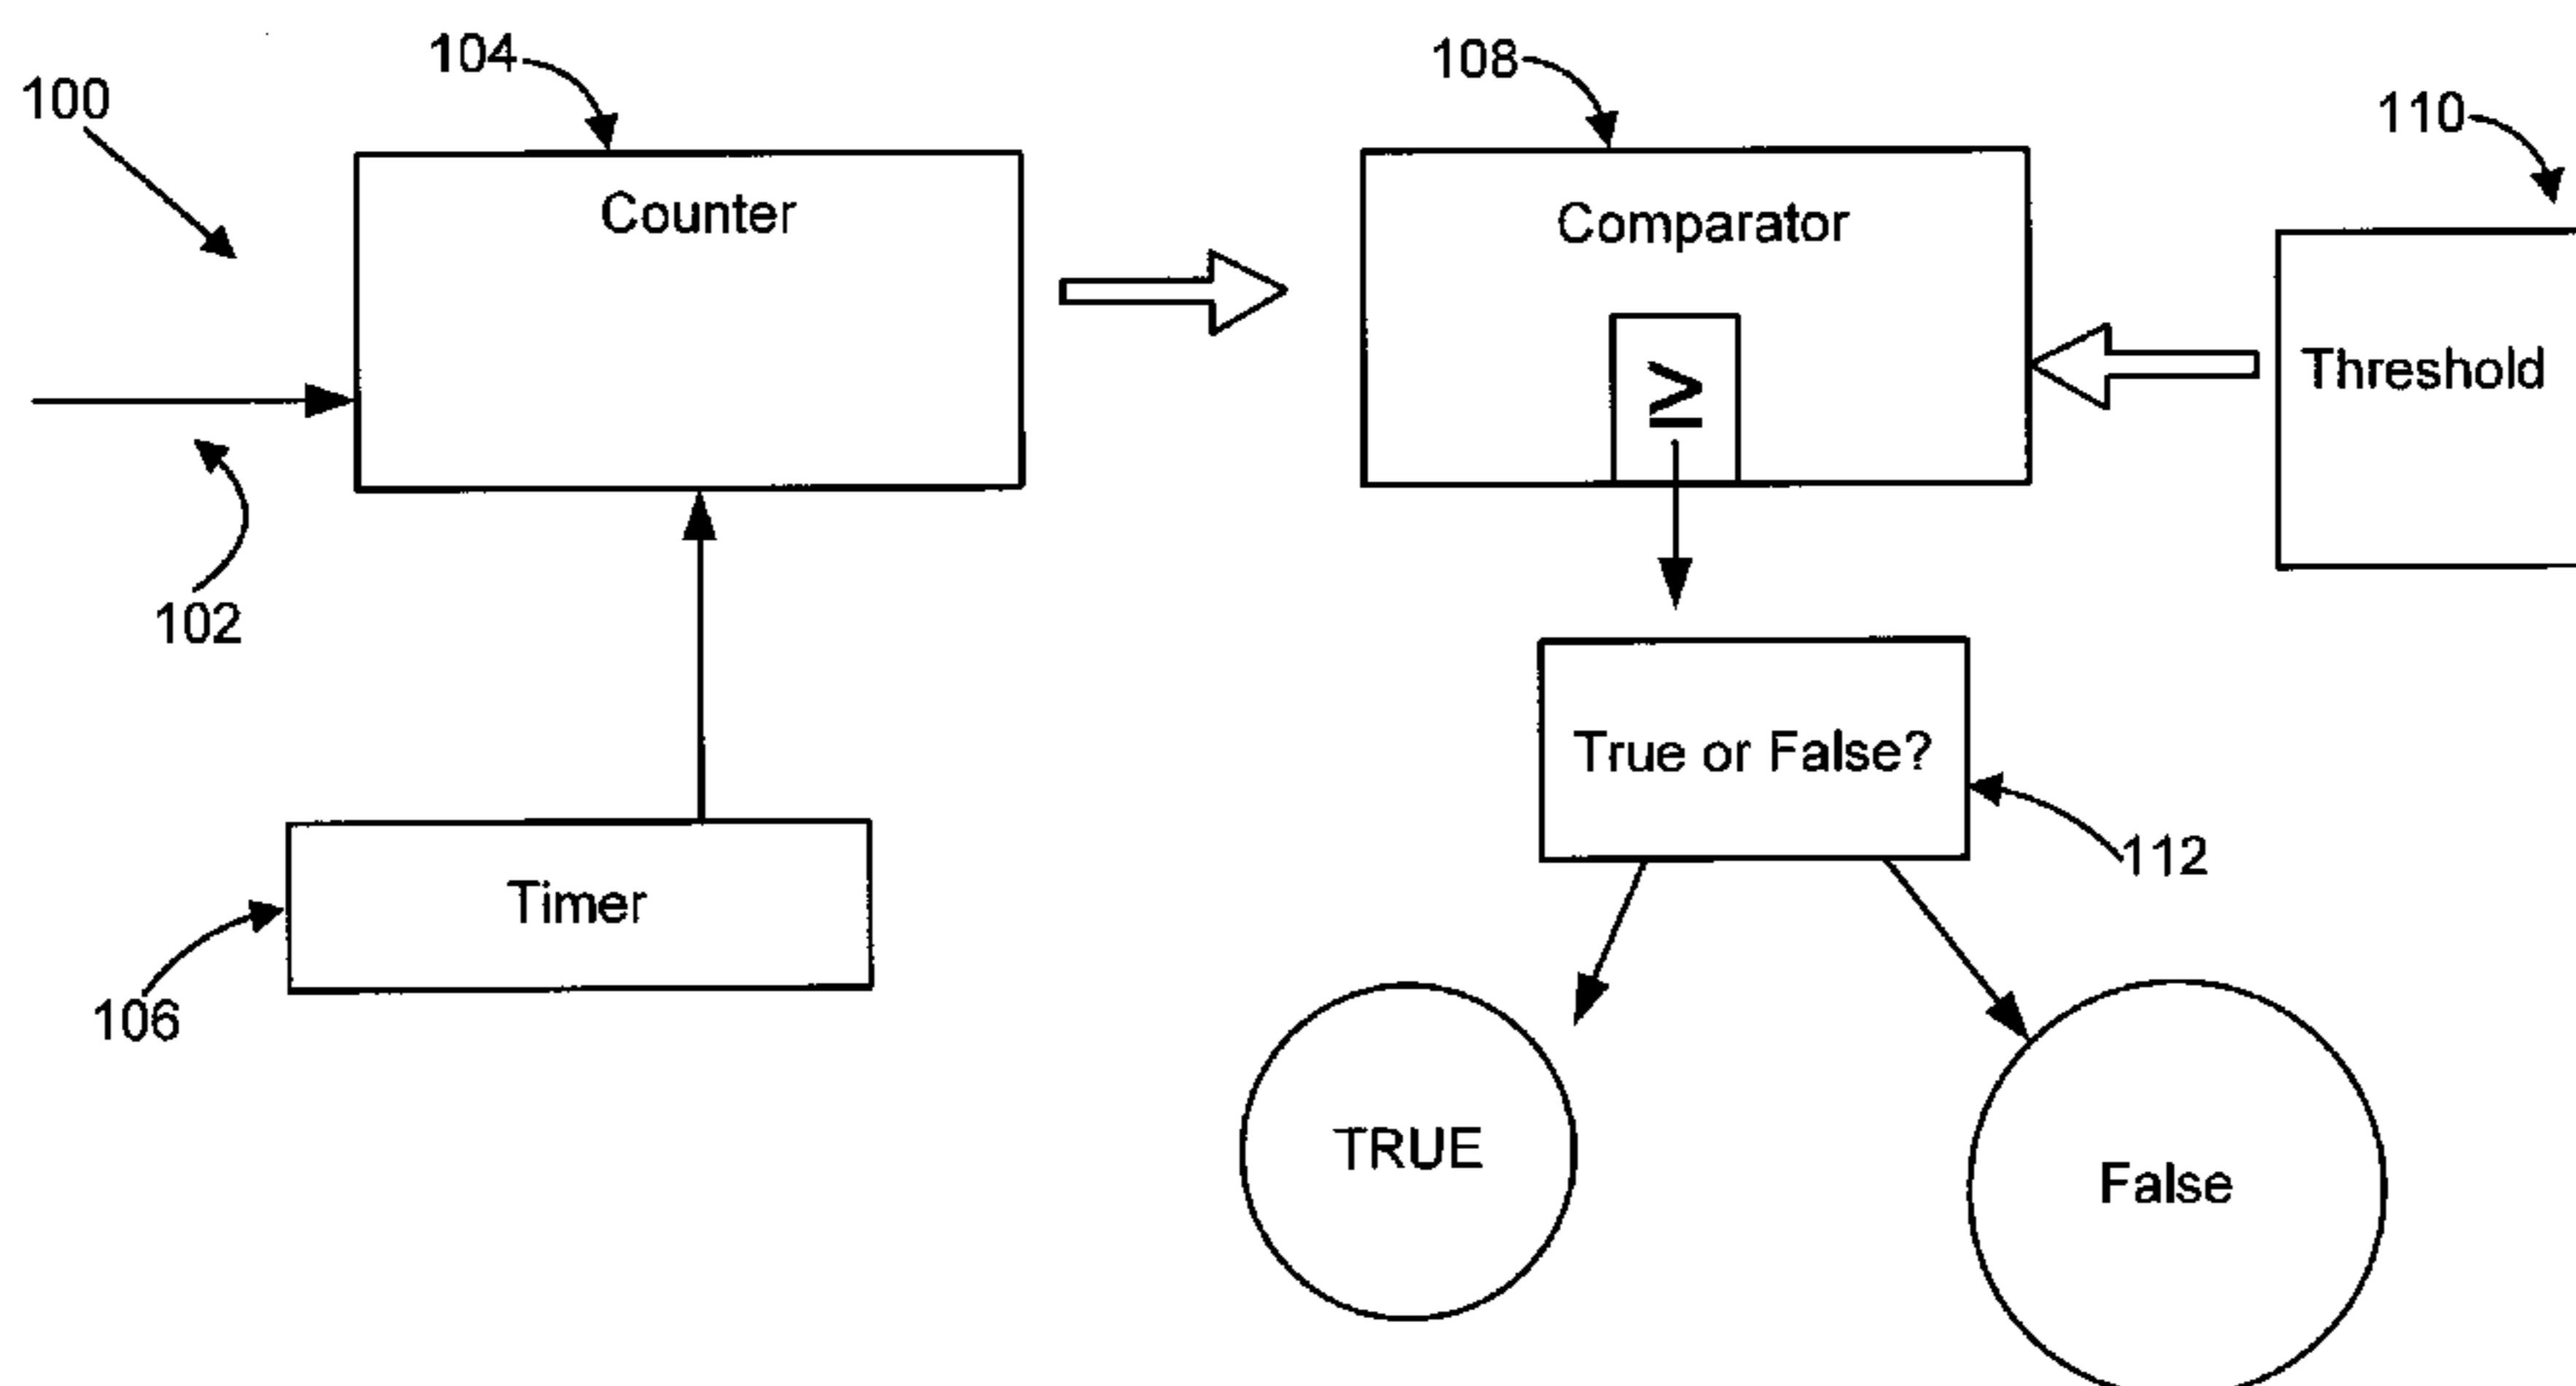 104
108
100
110
Counter
Comparator
≥
Threshold
102
True or False?
112
Timer
106
TRUE
False